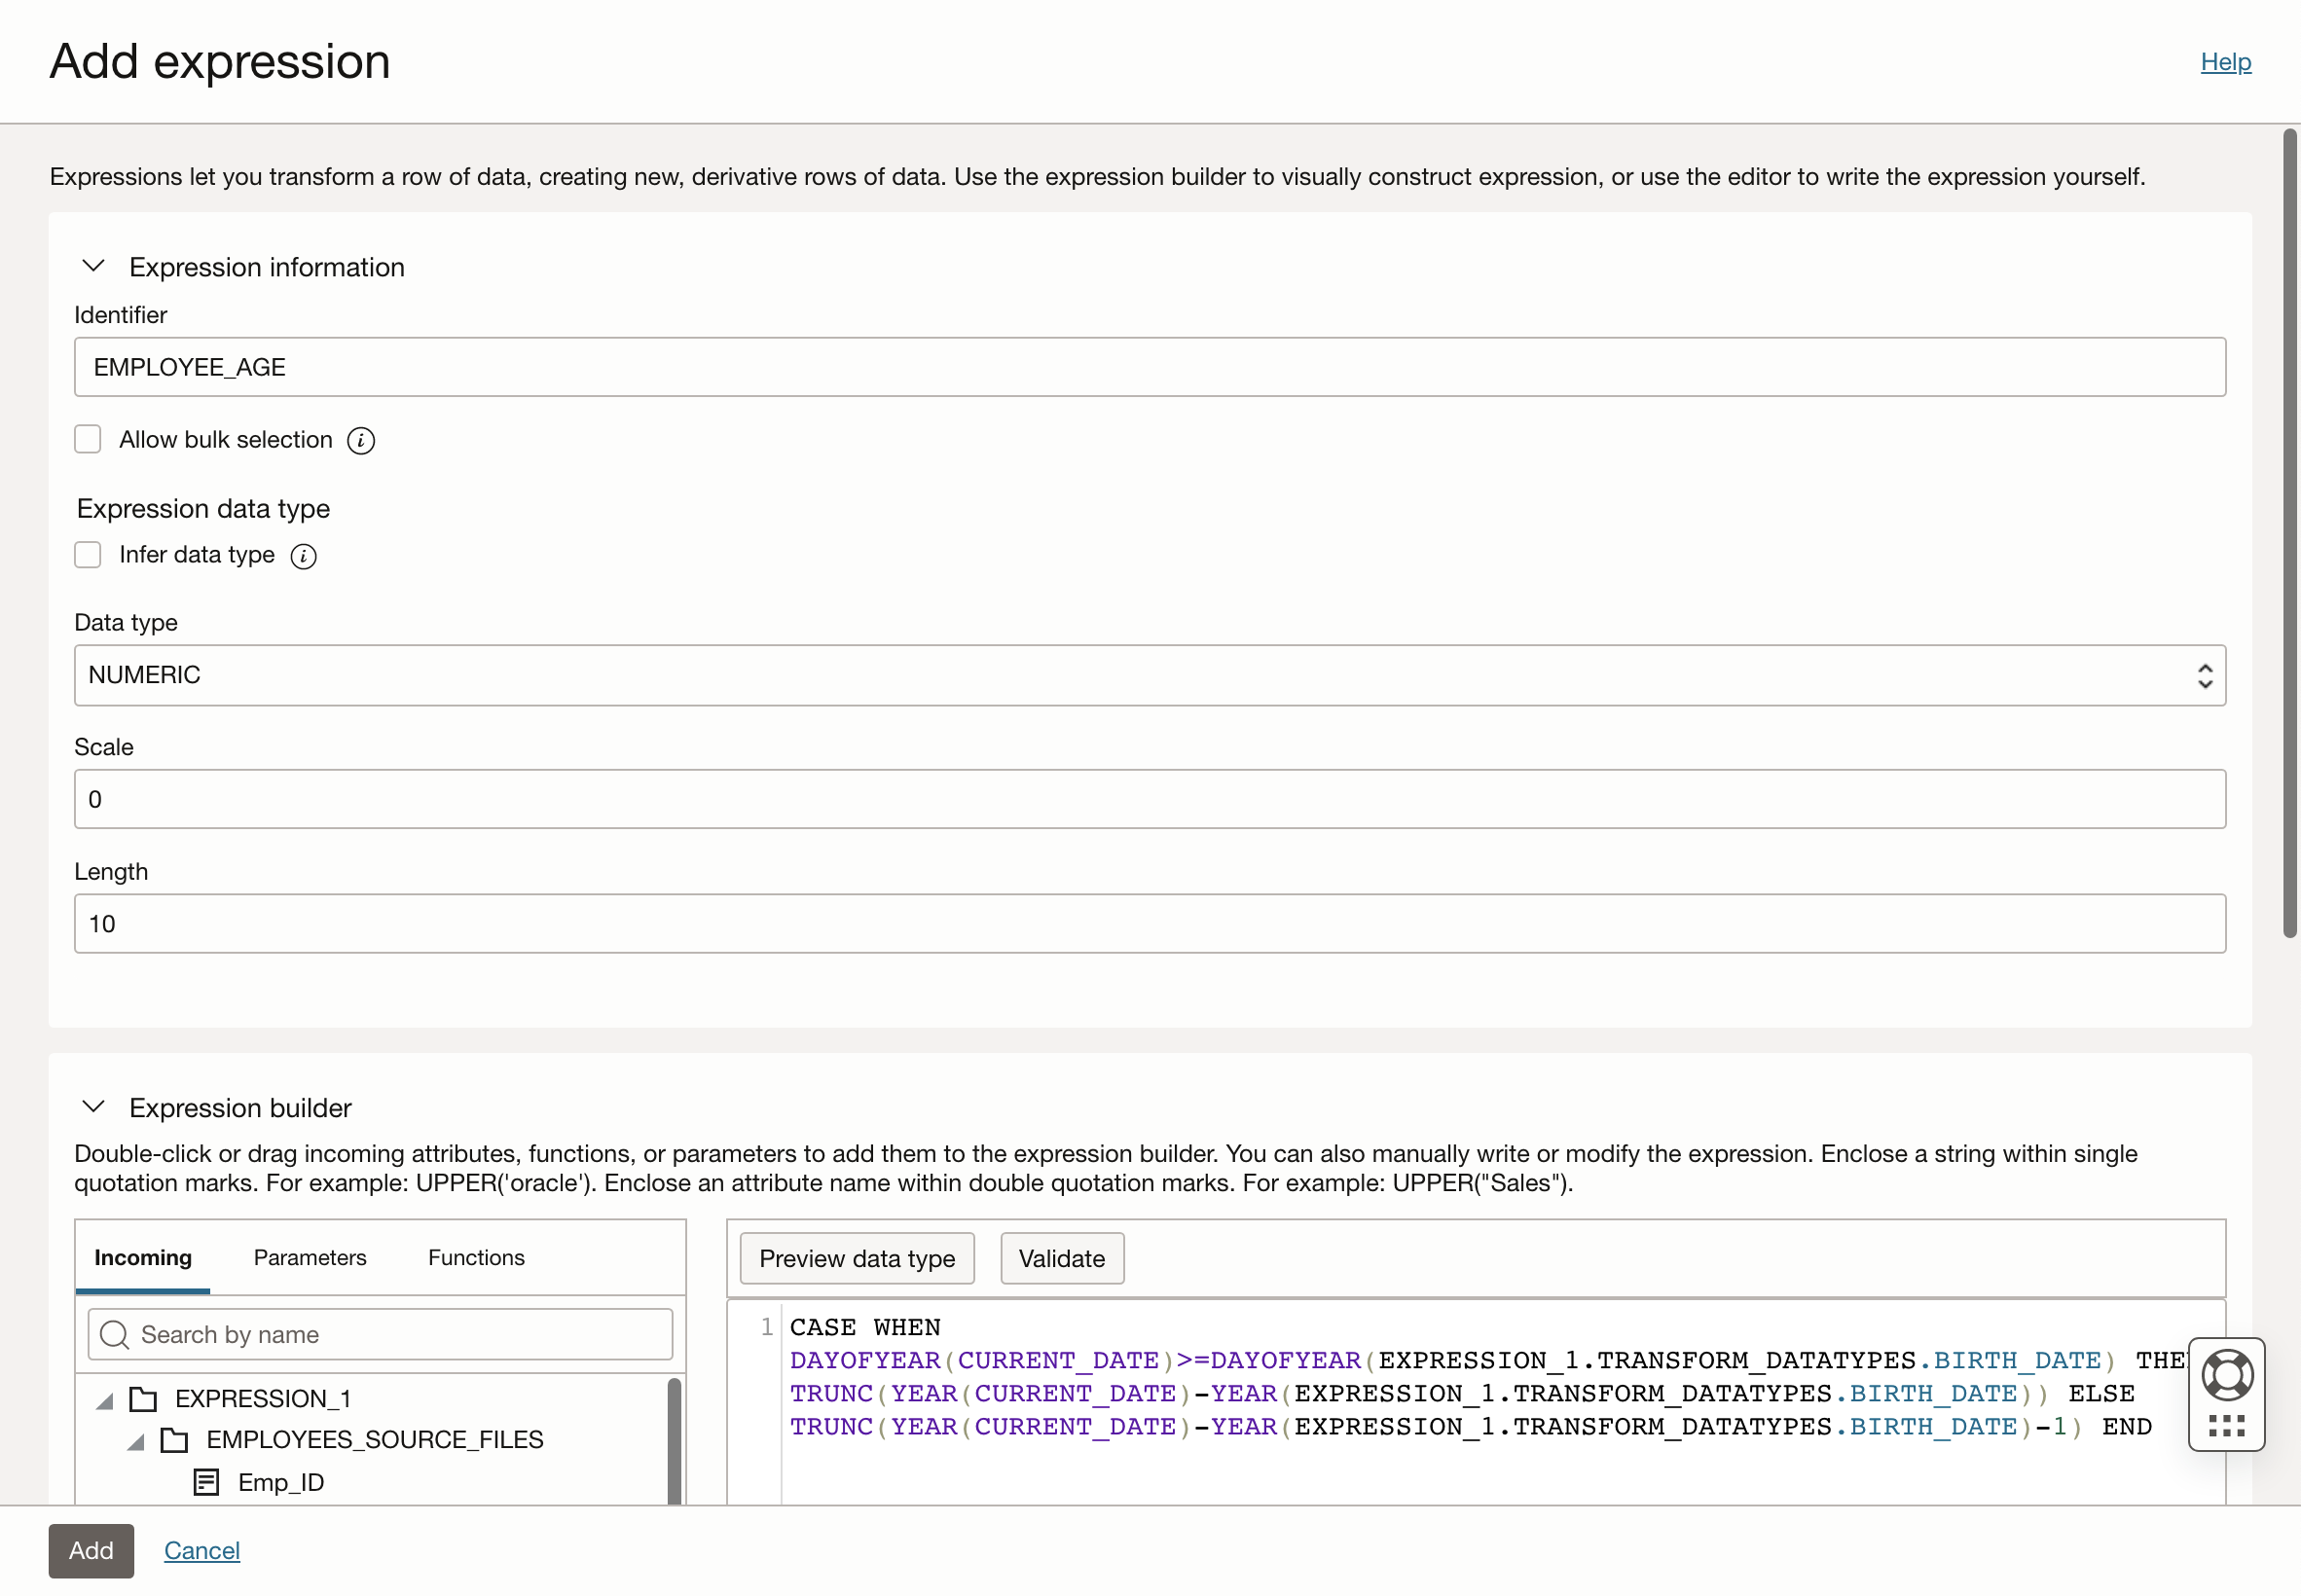 Add expression
Help
Expressions let you transform a row of data, creating new, derivative rows of data. Use the expression builder to visually construct expression, or use the editor to write the expression yourself.
Expression information
Identifier
EMPLOYEE_AGE
Allow bulk selection
Expression data type
Infer data type
Data type
NUMERIC
Scale
0
Length
10
Expression builder
Double-click or drag incoming attributes, functions, or parameters to add them to the expression builder. You can also manually write or modify the expression. Enclose a string within single
quotation marks. For example: UPPER('oracle'). Enclose an attribute name within double quotation marks. For example: UPPER("Sales").
Incoming Parameters Functions
Search by name
EXPRESSION_1
EMPLOYEES_SOURCE_FILES
Emp_ID
Preview data type Validate
1 CASE WHEN
DAYOFYEAR(CURRENT_DATE)>=DAYOFYEAR(EXPRESSION_1.TRANSFORM_DATATYPES.BIRTH_DATE) THE
TRUNC(YEAR(CURRENT_DATE)-YEAR(EXPRESSION_1.TRANSFORM_DATATYPES.BIRTH_DATE)) ELSE
TRUNC(YEAR(CURRENT_DATE)-YEAR(EXPRESSION_1.TRANSFORM_DATATYPES.BIRTH_DATE)-1) END
Add Cancel